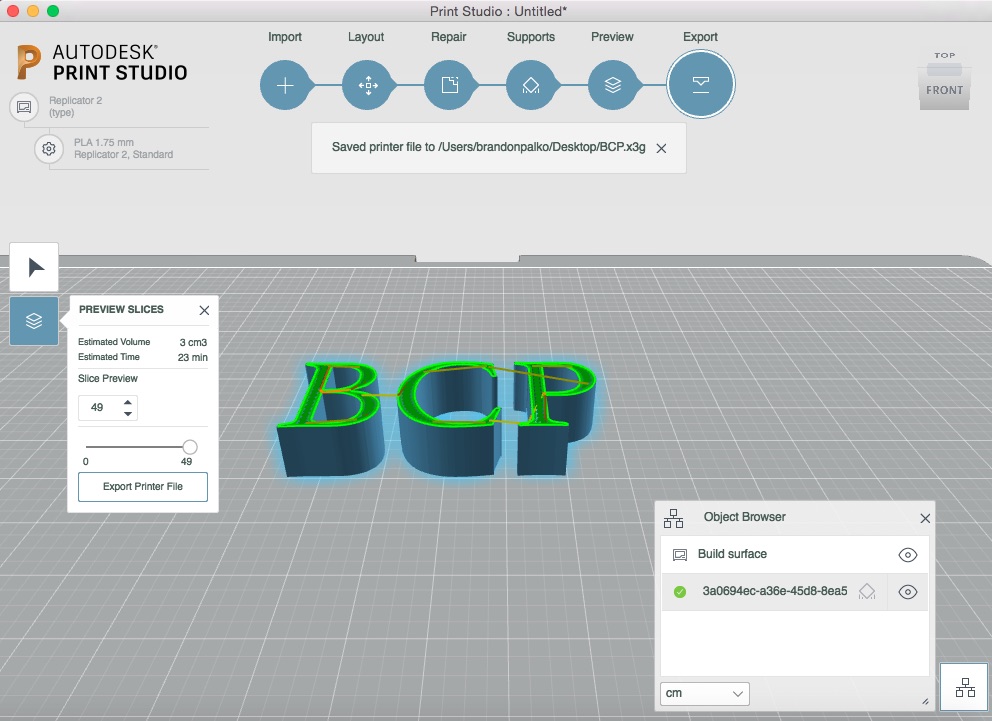 Print Studio : Untitled*
Import Layout Repair Supports Preview Export
AUTODESK®
PRINT STUDIO
Replicator 2
(type)
PLA 1.75 mm
Replicator 2, Standard
TOP
FRONT
Saved printer file to /Users/brandonpalko/Desktop/BCP.x3g
PREVIEW SLICES
Estimated Volume 3 cm3
Estimated Time 23 min
Slice Preview
49
0 49
Export Printer File
BCP
Object Browser
Build surface
3a0694ec-a36e-45d8-8ea5
cm